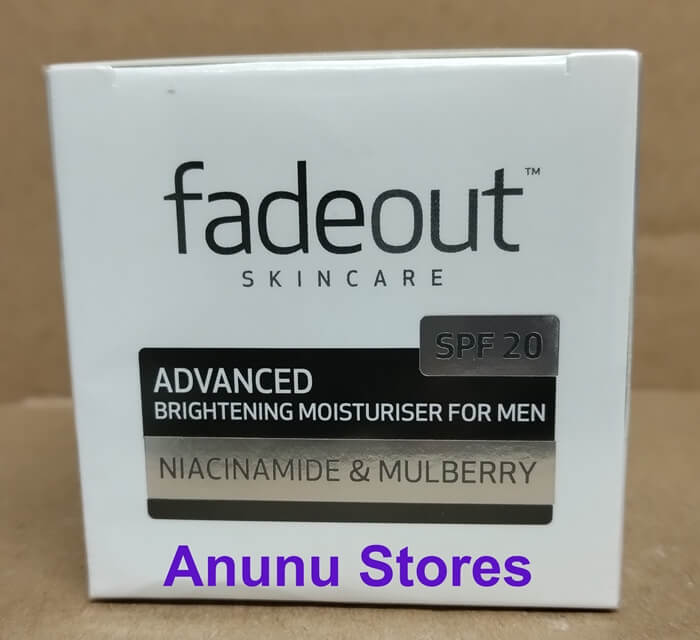 fadeout™
SKINCARE
SPF 20
ADVANCED
BRIGHTENING MOISTURISER FOR MEN
NIACINAMIDE & MULBERRY
Anunu Stores